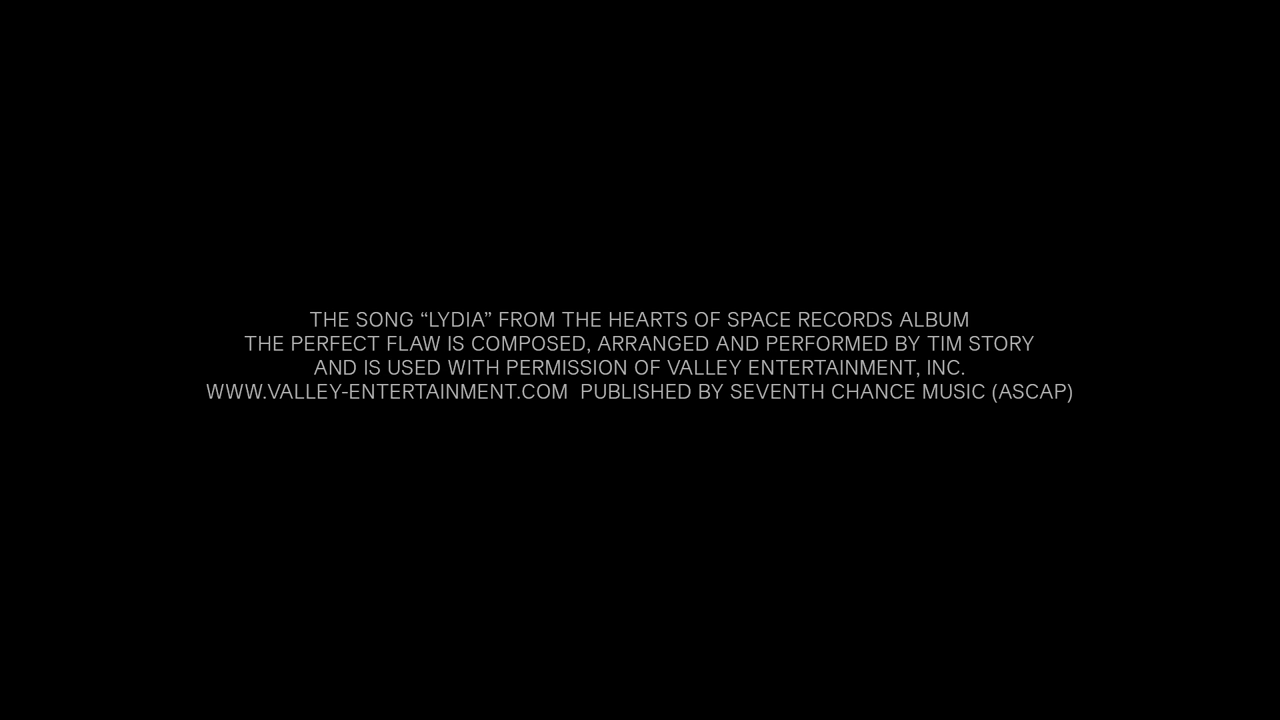 THE SONG “LYDIA” FROM THE HEARTS OF SPACE RECORDS ALBUM
THE PERFECT FLAW IS COMPOSED, ARRANGED AND PERFORMED BY TIM STORY
AND IS USED WITH PERMISSION OF VALLEY ENTERTAINMENT, INC.
WWW.VALLEY-ENTERTAINMENT.COM  PUBLISHED BY SEVENTH CHANCE MUSIC (ASCAP)